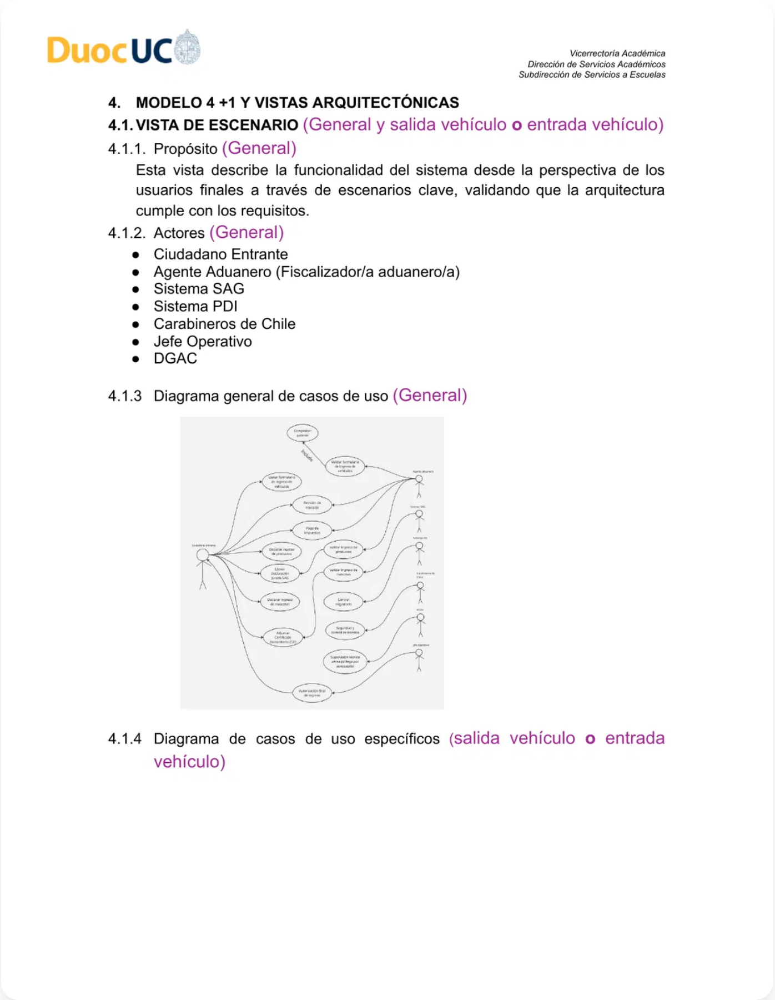 Duoc UC
Vicerrectoría Académica
Dirección de Servicios Académicos
Subdirección de Servicios a Escuelas
4. MODELO 4 +1 Y VISTAS ARQUITECTÓNICAS
4.1. VISTA DE ESCENARIO (General y salida vehículo o entrada vehículo)
4.1.1. Propósito (General)
Esta vista describe la funcionalidad del sistema desde la perspectiva de los
usuarios finales a través de escenarios clave, validando que la arquitectura
cumple con los requisitos.
4.1.2. Actores (General)
● Ciudadano Entrante
● Agente Aduanero (Fiscalizador/a aduanero/a)
● Sistema SAG
● Sistema PDI
● Carabineros de Chile
● Jefe Operativo
● DGAC
4.1.3 Diagrama general de casos de uso (General)
Comprobar
patente
Include
Validar formulario
de ingreso de
vehículos
Agente aduanero
formulario
de ingreso de
vehículos
Revisión de
equipaje
Sistema SAG
Pago de
impuestos
Ciudadano entrante
Sistema PDI
Declarar ingreso
de productos
Validar ingreso de
productos
Llenar
Declaración
Jurada SAG
Validar ingreso de
mascotas
Carabineros de
Chile
Declarar ingreso
de mascotas
Control
migratorio
Adjuntar
Certificado
Zoosanitario (CZI)
Seguridad y
control de tránsito
Jefe operativo
Supervisión técnica
aérea (si llega por
aeropuerto)
Autorización final
de ingreso
4.1.4 Diagrama de casos de uso específicos (salida vehículo o entrada
vehículo)